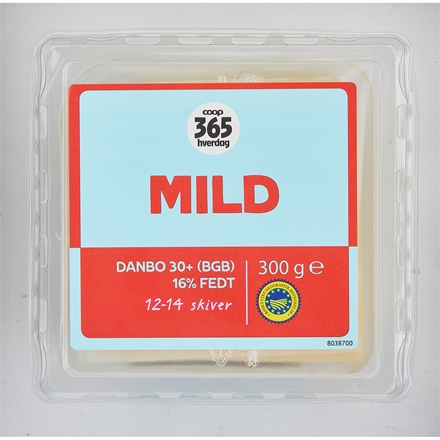 coop
365
hverdag
MILD
DANBO 30+ (BGB)
16% FEDT
12-14 skiver
300 g e
8038700